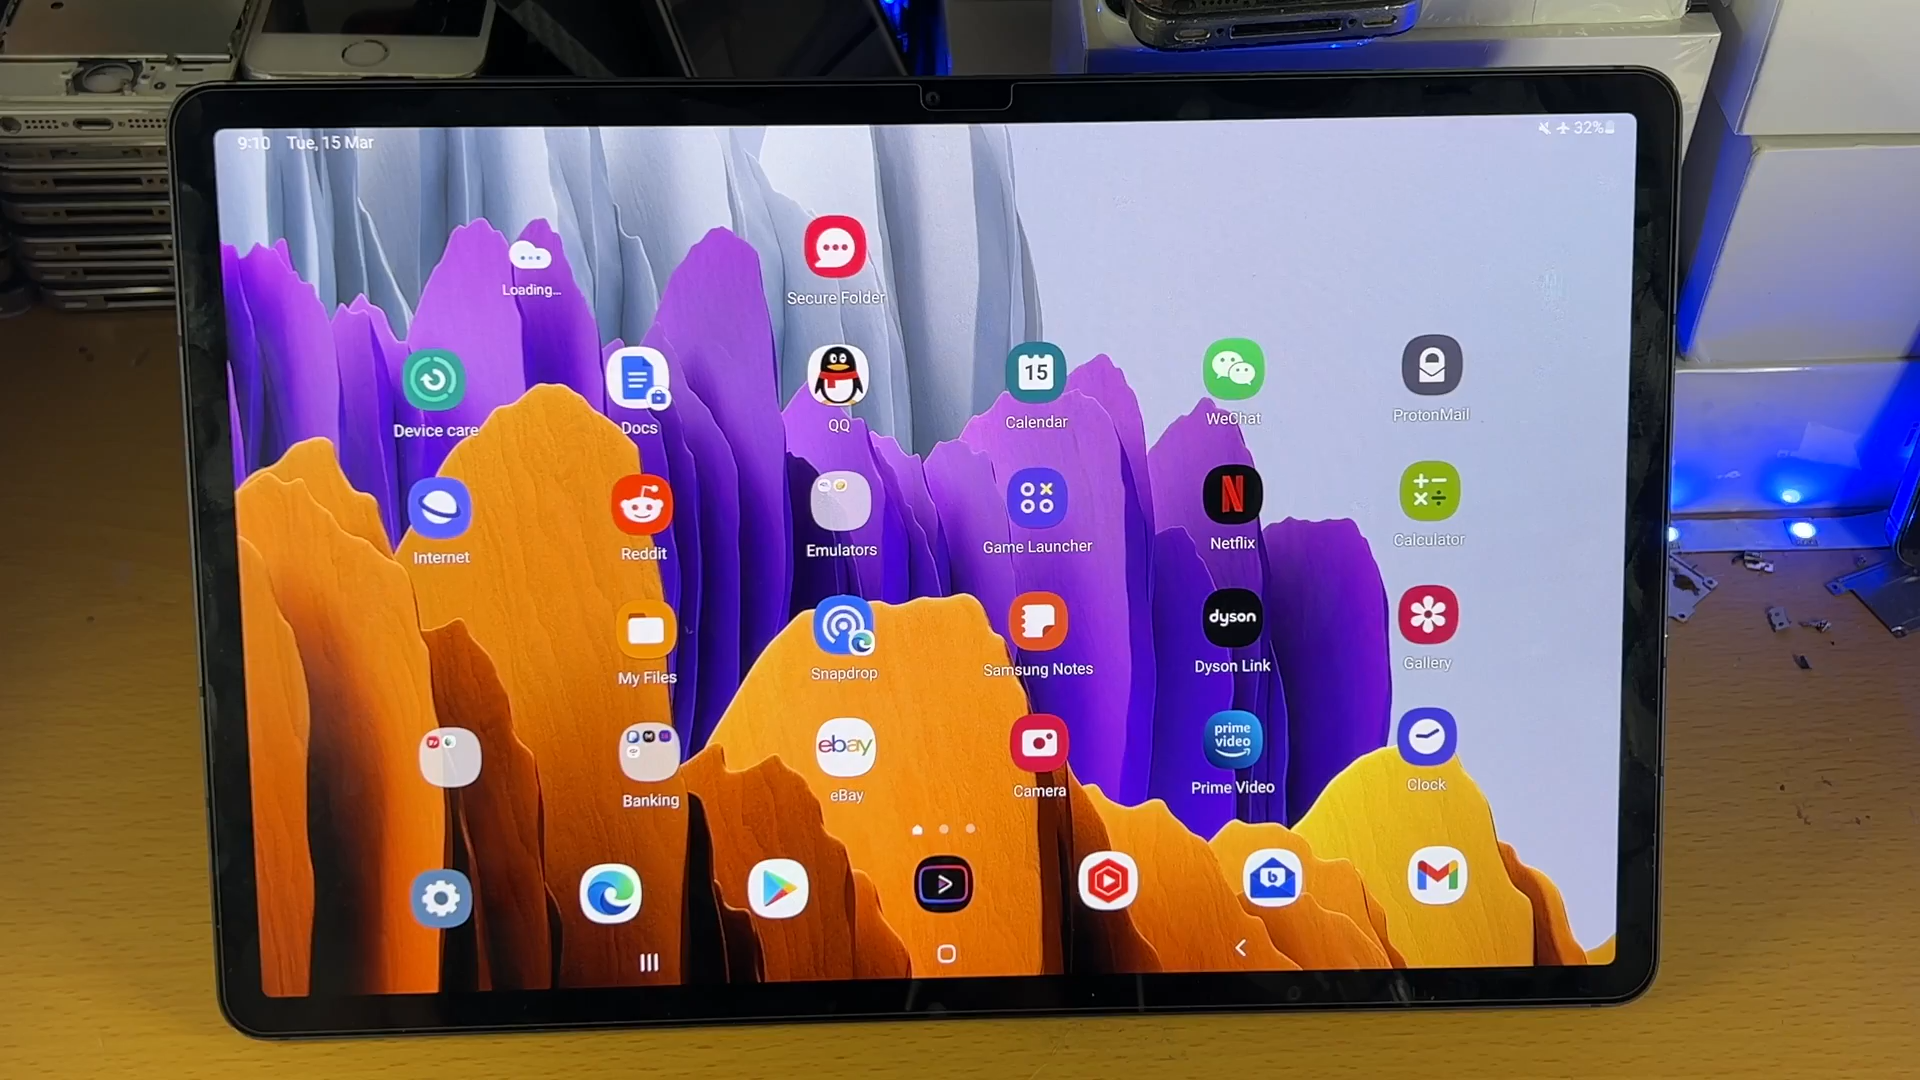 9:10 Tue, 15 Mar
32%
Loading...
Secure Folder
Device care
Docs
QQ
15
Calendar
WeChat
ProtonMail
Internet
Reddit
Emulators
Game Launcher
Netflix
Calculator
My Files
Snapdrop
Samsung Notes
dyson
Dyson Link
Gallery
Banking
ebay
eBay
Camera
prime
video
Prime Video
Clock